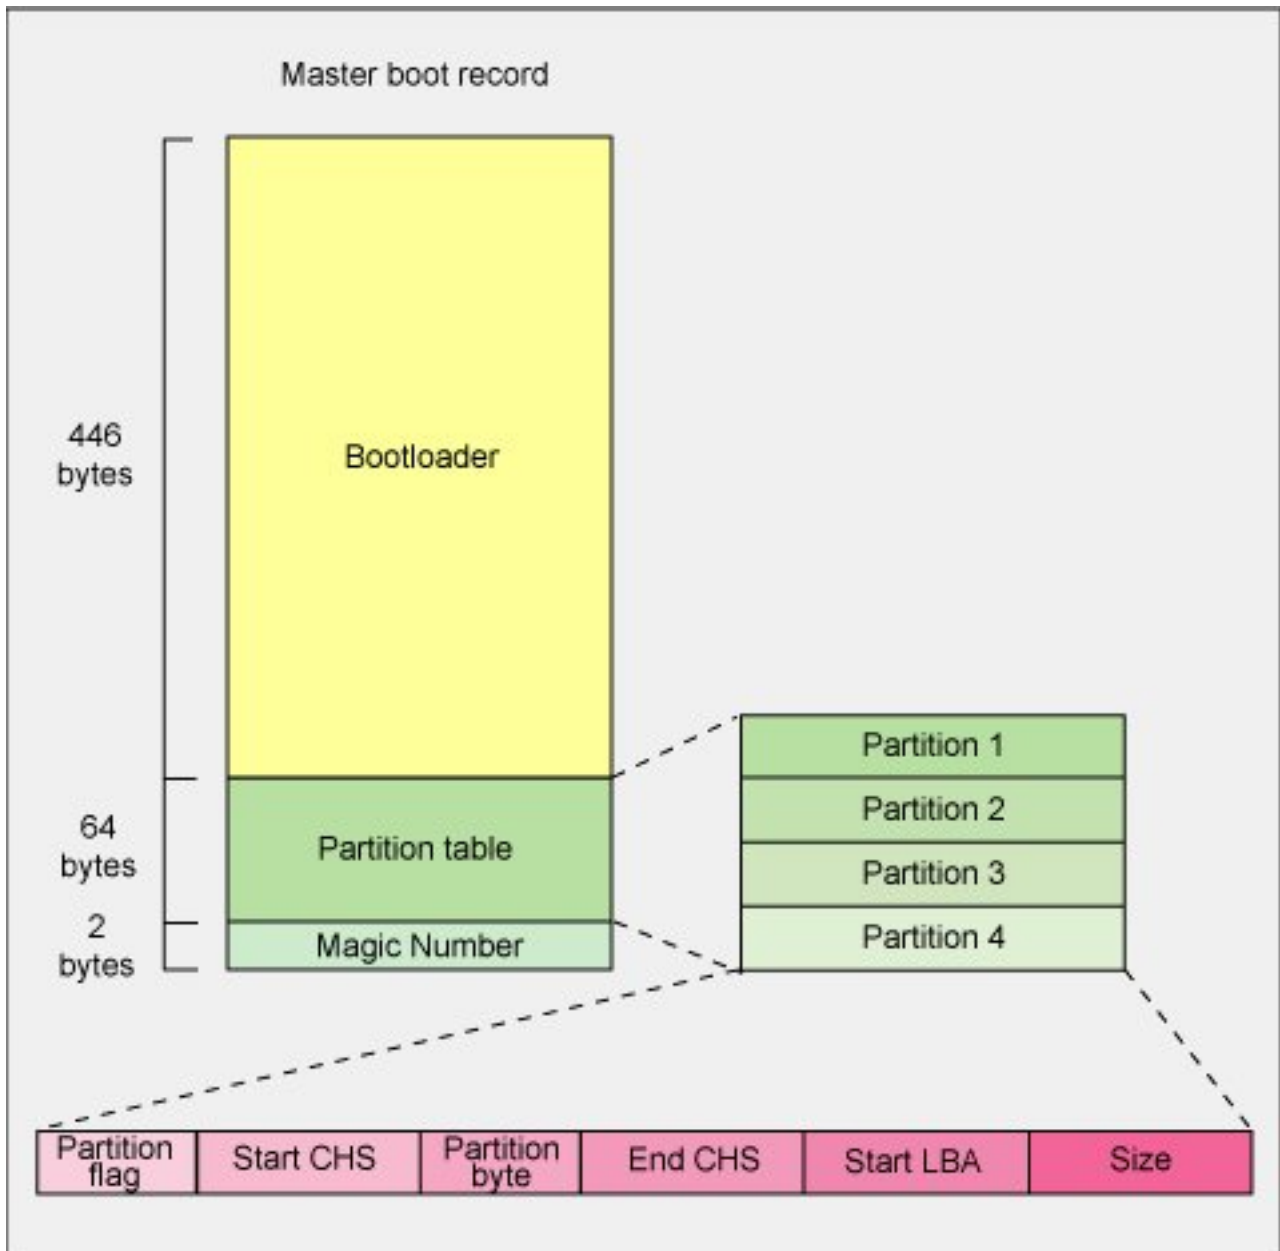 Master boot record
446
bytes
Bootloader
64
bytes
Partition table
2
bytes
Magic Number
Partition 1
Partition 2
Partition 3
Partition 4
Partition
flag
Start CHS
Partition
byte
End CHS
Start LBA
Size